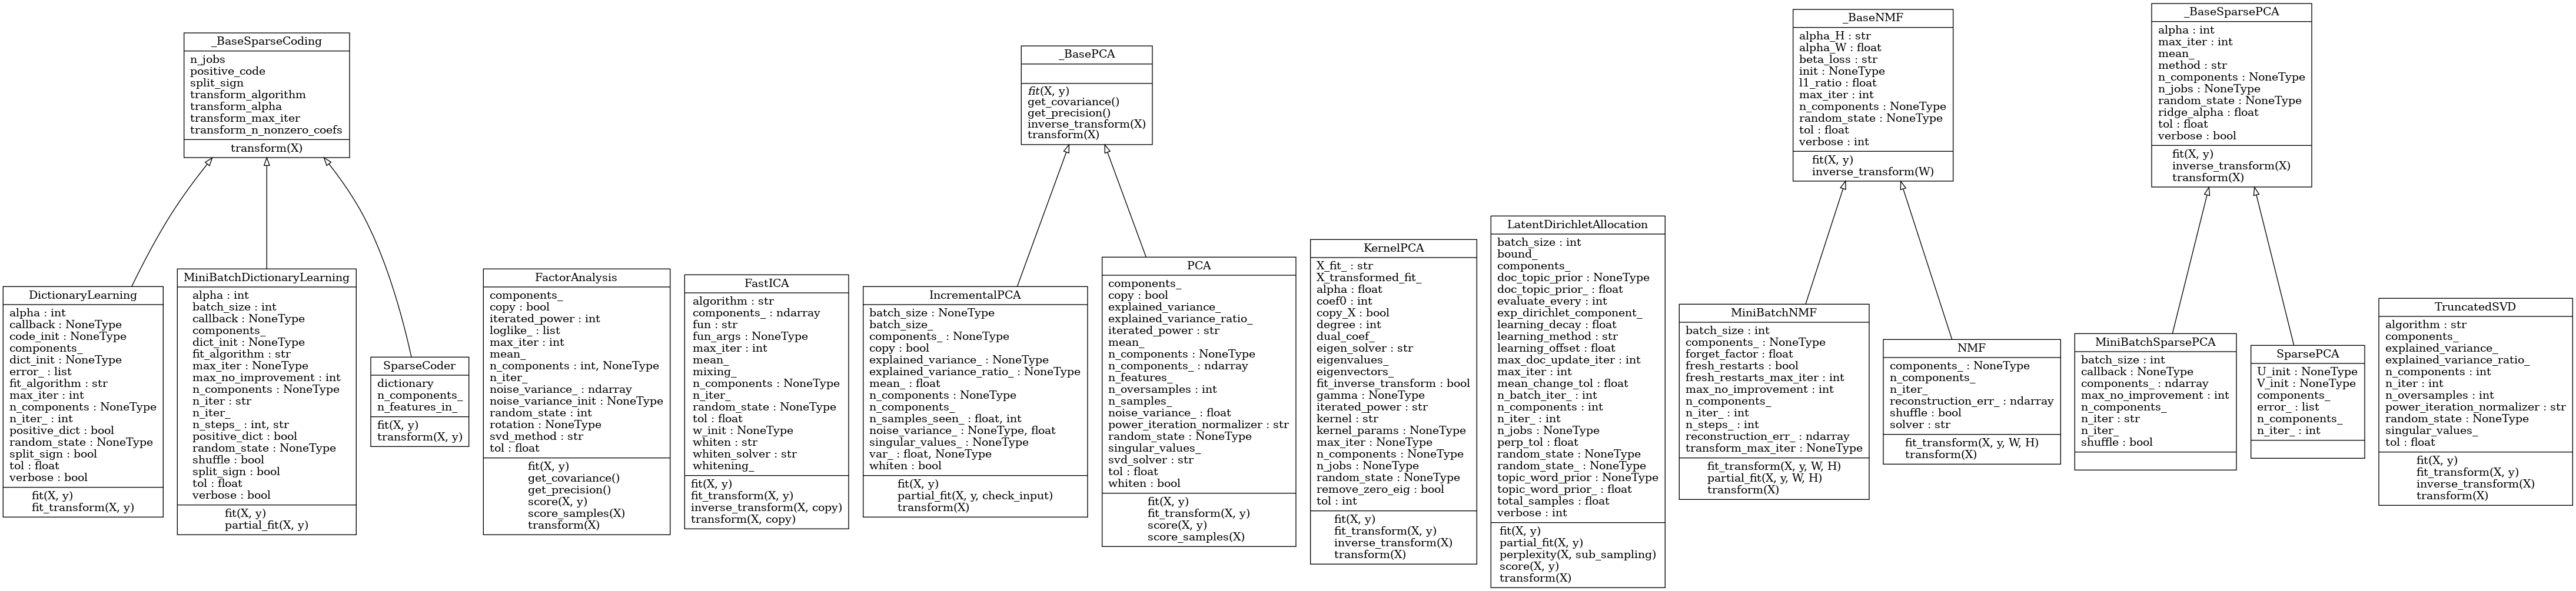 _BaseSparseCoding
n_jobs
positive_code
split_sign
transform_algorithm
transform_alpha
transform_max_iter
transform_n_nonzero_coefs
transform(X)
_BasePCA
fit(X, y)
get_covariance()
get_precision()
inverse_transform(X)
transform(X)
_BaseNMF
alpha_H : str
alpha_W : float
beta_loss : str
init : NoneType
l1_ratio : float
max_iter : int
n_components : NoneType
random_state : NoneType
tol : float
verbose : int
fit(X, y)
inverse_transform(W)
_BaseSparsePCA
alpha : int
max_iter : int
mean_
method : str
n_components : NoneType
n_jobs : NoneType
random_state : NoneType
ridge_alpha : float
tol : float
verbose : bool
fit(X, y)
inverse_transform(X)
transform(X)
DictionaryLearning
alpha : int
callback : NoneType
code_init : NoneType
components_
dict_init : NoneType
error_ : list
fit_algorithm : str
max_iter : int
n_components : NoneType
n_iter_ : int
positive_dict : bool
random_state : NoneType
split_sign : bool
tol : float
verbose : bool
fit(X, y)
fit_transform(X, y)
MiniBatchDictionaryLearning
alpha : int
batch_size : int
callback : NoneType
components_
dict_init : NoneType
fit_algorithm : str
max_iter : NoneType
max_no_improvement : int
n_components : NoneType
n_iter : str
n_iter_
n_steps_ : int, str
positive_dict : bool
random_state : NoneType
shuffle : bool
split_sign : bool
tol : float
verbose : bool
fit(X, y)
partial_fit(X, y)
SparseCoder
dictionary
n_components_
n_features_in_
fit(X, y)
transform(X, y)
FactorAnalysis
components_
copy : bool
iterated_power : int
loglike_ : list
max_iter : int
mean_
n_components : int, NoneType
n_iter_
noise_variance_ : ndarray
noise_variance_init : NoneType
random_state : int
rotation : NoneType
svd_method : str
tol : float
fit(X, y)
get_covariance()
get_precision()
score(X, y)
score_samples(X)
transform(X)
FastICA
algorithm : str
components_ : ndarray
fun : str
fun_args : NoneType
max_iter : int
mean_
mixing_
n_components : NoneType
n_iter_
random_state : NoneType
tol : float
w_init : NoneType
whiten : str
whiten_solver : str
whitening_
fit(X, y)
fit_transform(X, y)
inverse_transform(X, copy)
transform(X, copy)
IncrementalPCA
batch_size : NoneType
batch_size_
components_ : NoneType
copy : bool
explained_variance_ : NoneType
explained_variance_ratio_ : NoneType
mean_ : float
n_components : NoneType
n_components_
n_samples_seen_ : float, int
noise_variance_ : NoneType, float
singular_values_ : NoneType
var_ : float, NoneType
whiten : bool
fit(X, y)
partial_fit(X, y, check_input)
transform(X)
PCA
components_
copy : bool
explained_variance_
explained_variance_ratio_
iterated_power : str
mean_
n_components : NoneType
n_components_ : ndarray
n_features_
n_oversamples : int
n_samples_
noise_variance_ : float
power_iteration_normalizer : str
random_state : NoneType
singular_values_
svd_solver : str
tol : float
whiten : bool
fit(X, y)
fit_transform(X, y)
score(X, y)
score_samples(X)
KernelPCA
X_fit_ : str
X_transformed_fit_
alpha : float
coef0 : int
copy_X : bool
degree : int
dual_coef_
eigen_solver : str
eigenvalues_
eigenvectors_
fit_inverse_transform : bool
gamma : NoneType
iterated_power : str
kernel : str
kernel_params : NoneType
max_iter : NoneType
n_components : NoneType
n_jobs : NoneType
random_state : NoneType
remove_zero_eig : bool
tol : int
fit(X, y)
fit_transform(X, y)
inverse_transform(X)
transform(X)
LatentDirichletAllocation
batch_size : int
bound_
components_
doc_topic_prior : NoneType
doc_topic_prior_ : float
evaluate_every : int
exp_dirichlet_component_
learning_decay : float
learning_method : str
learning_offset : float
max_doc_update_iter : int
max_iter : int
mean_change_tol : float
n_batch_iter_ : int
n_components : int
n_iter_ : int
n_jobs : NoneType
perp_tol : float
random_state : NoneType
random_state_ : NoneType
topic_word_prior : NoneType
topic_word_prior_ : float
total_samples : float
verbose : int
fit(X, y)
partial_fit(X, y)
perplexity(X, sub_sampling)
score(X, y)
transform(X)
MiniBatchNMF
batch_size : int
components_ : NoneType
forget_factor : float
fresh_restarts : bool
fresh_restarts_max_iter : int
max_no_improvement : int
n_components_
n_iter_ : int
n_steps_ : int
reconstruction_err_ : ndarray
transform_max_iter : NoneType
fit_transform(X, y, W, H)
partial_fit(X, y, W, H)
transform(X)
NMF
components_ : NoneType
n_components_
n_iter_
reconstruction_err_ : ndarray
shuffle : bool
solver : str
fit_transform(X, y, W, H)
transform(X)
MiniBatchSparsePCA
batch_size : int
callback : NoneType
components_ : ndarray
max_no_improvement : int
n_components_
n_iter : str
n_iter_
shuffle : bool
SparsePCA
U_init : NoneType
V_init : NoneType
components_
error_ : list
n_components_
n_iter_ : int
TruncatedSVD
algorithm : str
components_
explained_variance_
explained_variance_ratio_
n_components : int
n_iter : int
n_oversamples : int
power_iteration_normalizer : str
random_state : NoneType
singular_values_
tol : float
fit(X, y)
fit_transform(X, y)
inverse_transform(X)
transform(X)